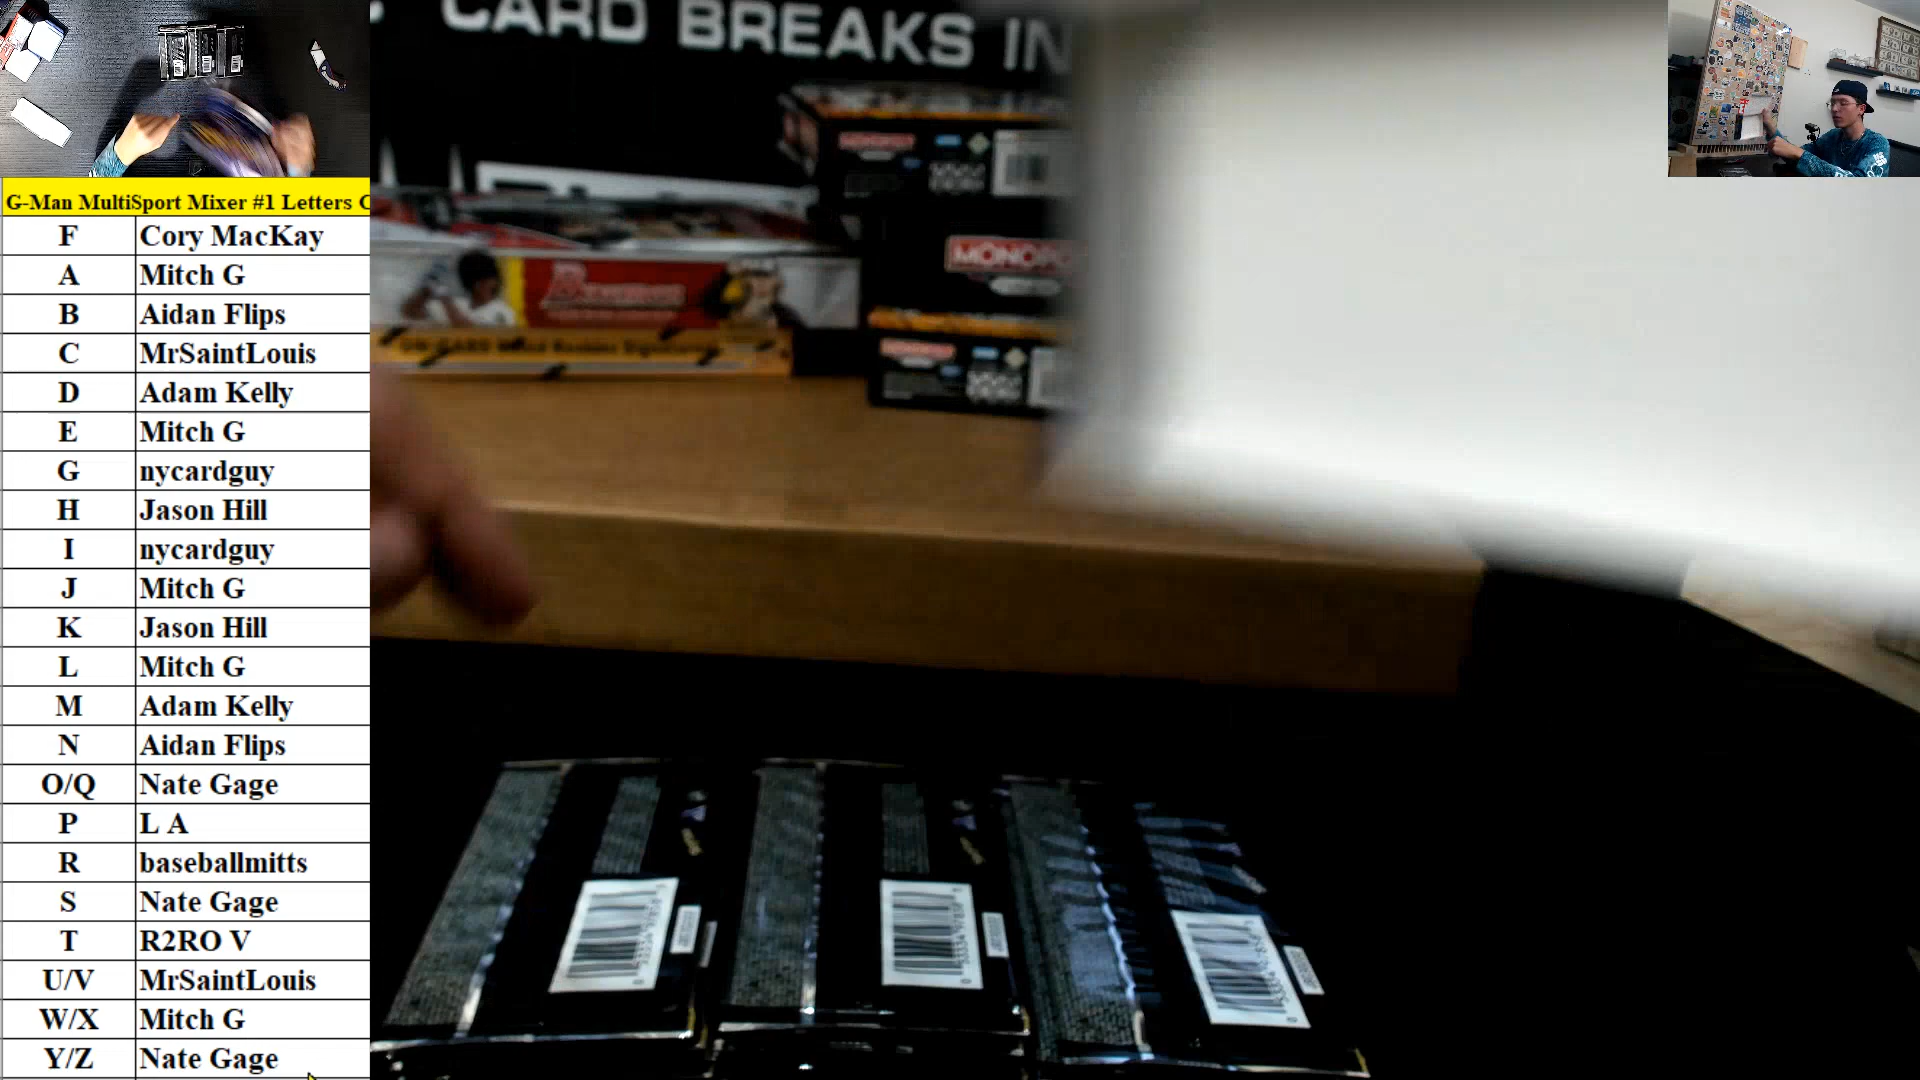 CARD BREAKS IN
MONOPO
Bowman
G-Man MultiSport Mixer #1 Letters
F Cory MacKay
A Mitch G
B Aidan Flips
C MrSaintLouis
D Adam Kelly
E Mitch G
G nycardguy
H Jason Hill
I nycardguy
J Mitch G
K Jason Hill
L Mitch G
M Adam Kelly
N Aidan Flips
O/Q Nate Gage
P L A
R baseballmitts
S Nate Gage
T R2RO V
U/V MrSaintLouis
W/X Mitch G
Y/Z Nate Gage